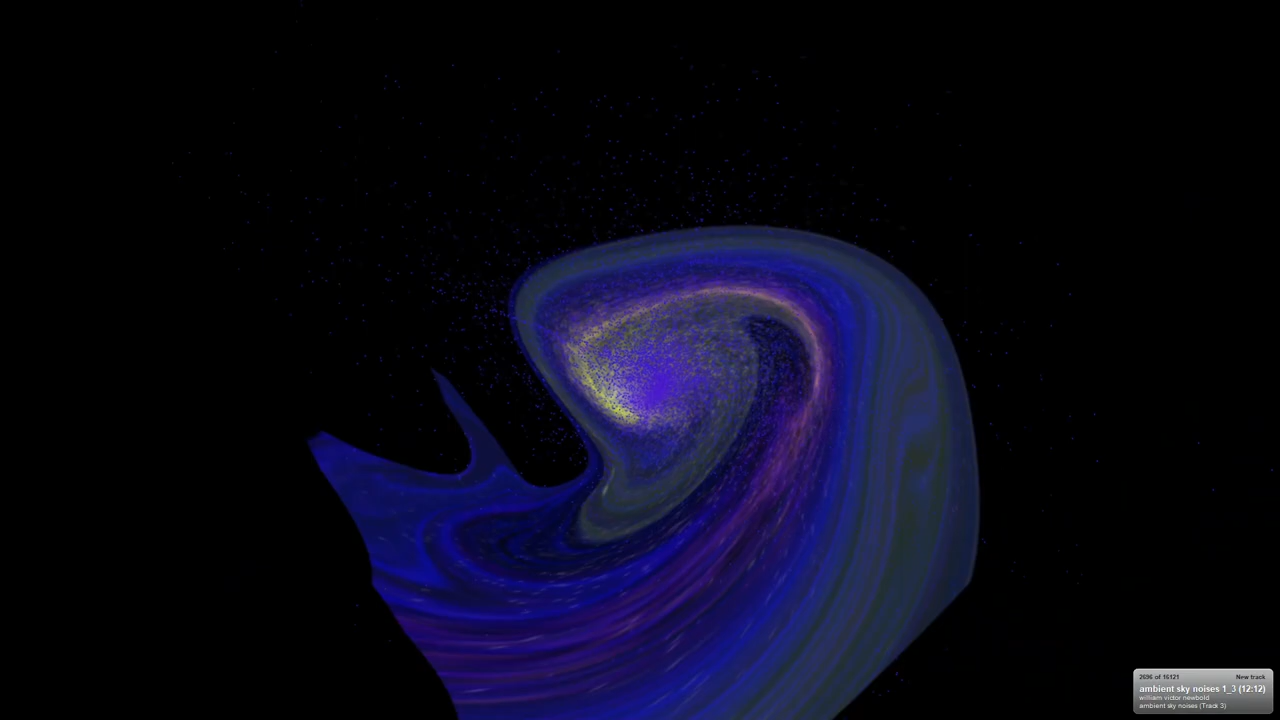 2696 of 16121 New track
ambient sky noises 1_3 (12:12)
william victor newbold
ambient sky noises (Track 3)